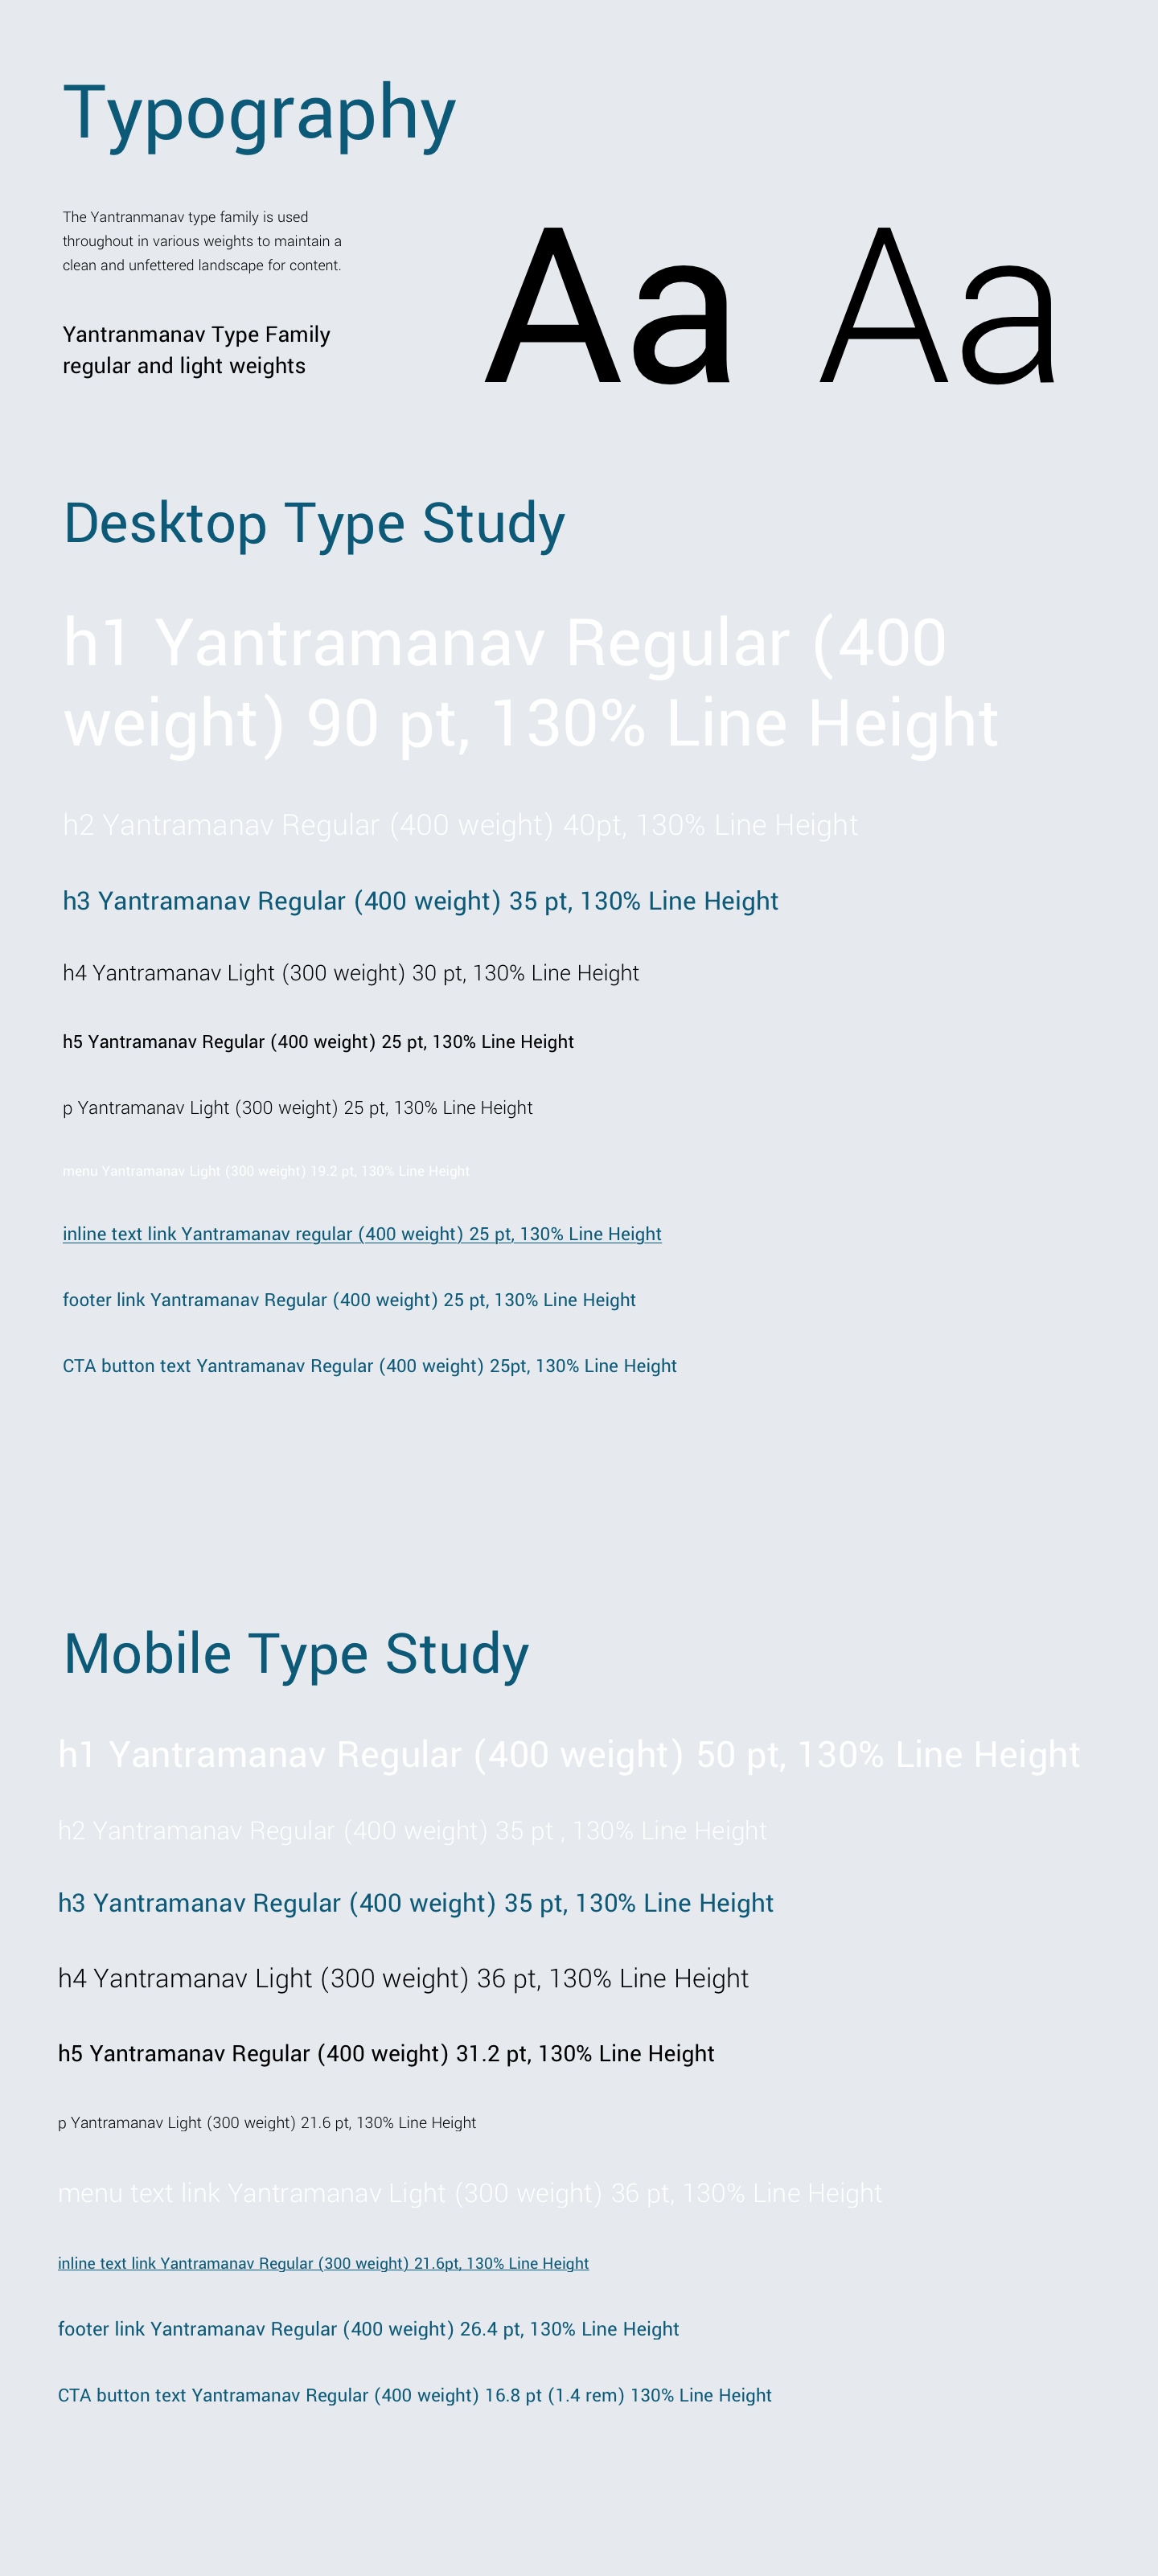 Typography
The Yantranmanav type family is used
throughout in various weights to maintain a
clean and unfettered landscape for content.
Yantranmanav Type Family
regular and light weights
Aa Aa
Desktop Type Study
h1 Yantramanav Regular (400
weight) 90 pt, 130% Line Height
h2 Yantramanav Regular (400 weight) 40pt, 130% Line Height
h3 Yantramanav Regular (400 weight) 35 pt, 130% Line Height
h4 Yantramanav Light (300 weight) 30 pt, 130% Line Height
h5 Yantramanav Regular (400 weight) 25 pt, 130% Line Height
p Yantramanav Light (300 weight) 25 pt, 130% Line Height
menu Yantramanav Light (300 weight) 19.2 pt, 130% Line Height
inline text link Yantramanav regular (400 weight) 25 pt, 130% Line Height
footer link Yantramanav Regular (400 weight) 25 pt, 130% Line Height
CTA button text Yantramanav Regular (400 weight) 25pt, 130% Line Height
Mobile Type Study
h1 Yantramanav Regular (400 weight) 50 pt, 130% Line Height
h2 Yantramanav Regular (400 weight) 35 pt , 130% Line Height
h3 Yantramanav Regular (400 weight) 35 pt, 130% Line Height
h4 Yantramanav Light (300 weight) 36 pt, 130% Line Height
h5 Yantramanav Regular (400 weight) 31.2 pt, 130% Line Height
p Yantramanav Light (300 weight) 21.6 pt, 130% Line Height
menu text link Yantramanav Light (300 weight) 36 pt, 130% Line Height
inline text link Yantramanav Regular (300 weight) 21.6pt, 130% Line Height
footer link Yantramanav Regular (400 weight) 26.4 pt, 130% Line Height
CTA button text Yantramanav Regular (400 weight) 16.8 pt (1.4 rem) 130% Line Height